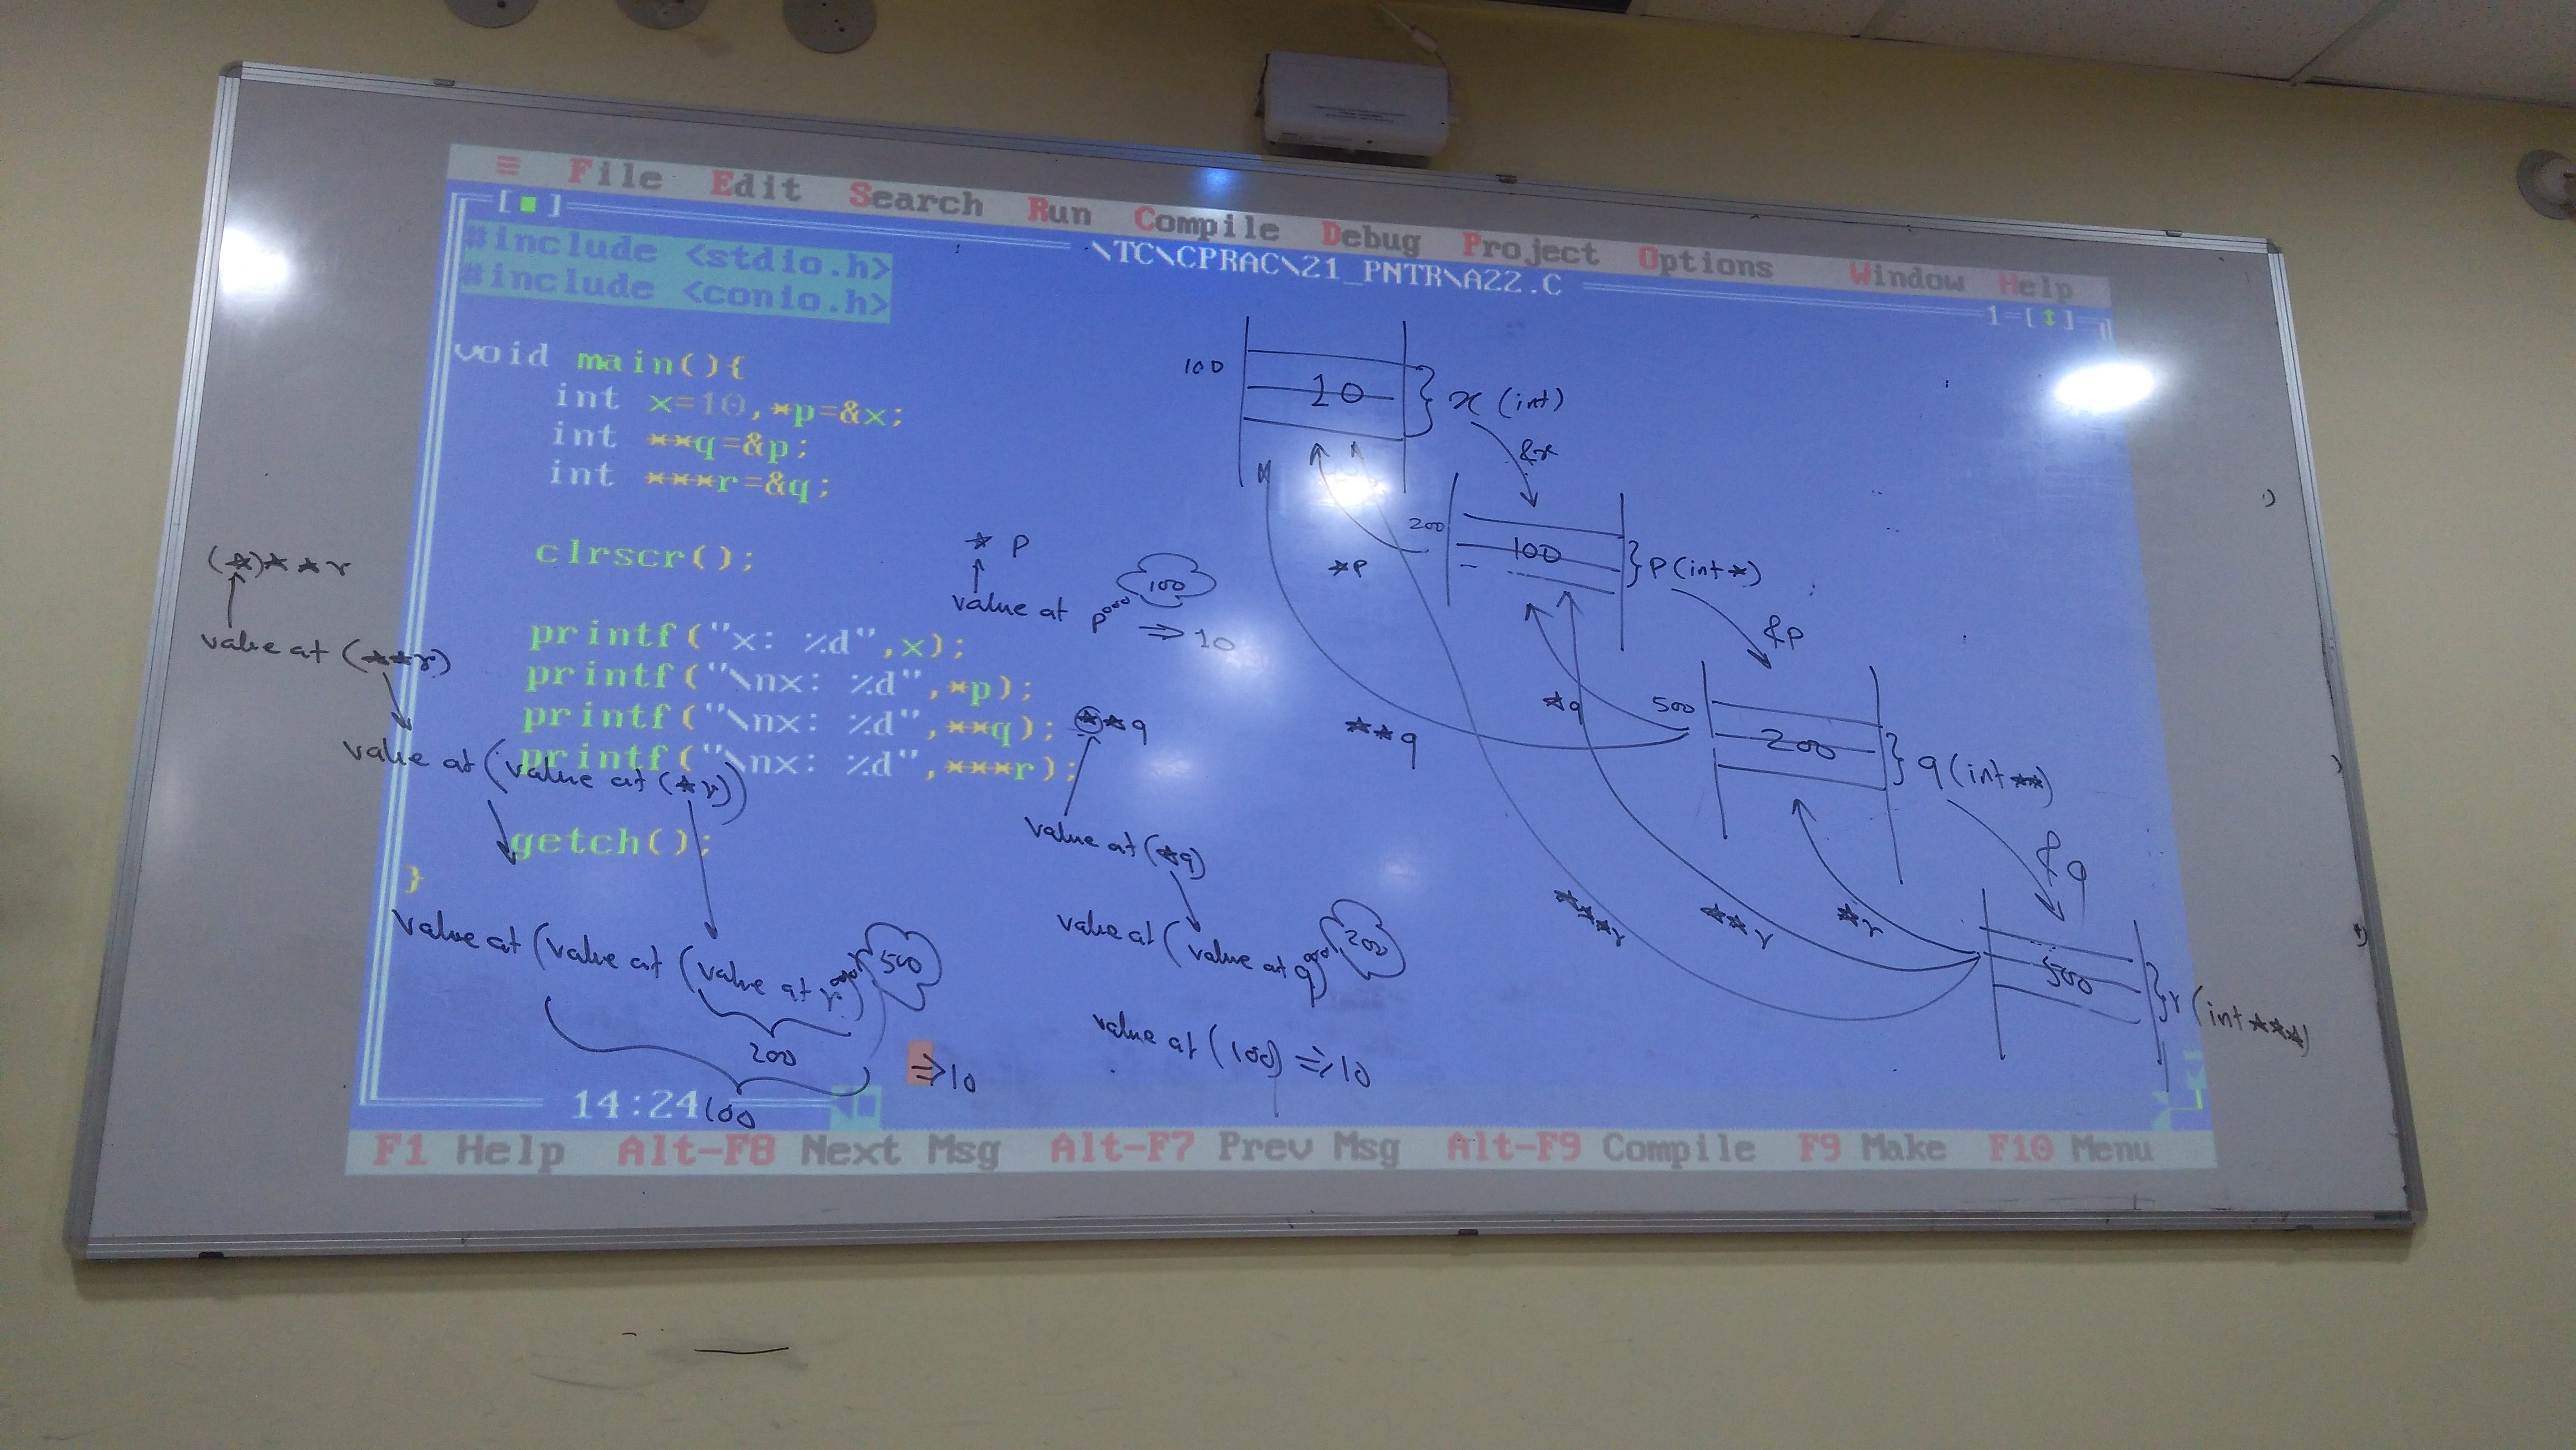 ≡ File Edit Search Run Compile Debug Project Options Window Help
[■]
\TC\CPRAC\21_PNTR\A22.C
1=[↕]
#include <stdio.h>
#include <conio.h>
void main(){
int x=10,*p=&x;
int **q=&p;
int ***r=&q;
clrscr();
printf("x: %d",x);
printf("\nx: %d",*p);
printf("\nx: %d",**q);
printf("\nx: %d",***r);
getch();
}
14:24
F1 Help Alt-F8 Next Msg Alt-F7 Prev Msg Alt-F9 Compile F9 Make F10 Menu
(*)**r
value at (**r)
value at (value at (*r))
value at (value at (value at r))
500
200
100
⇒10
*p
value at p
100
⇒10
**q
value at (*q)
value at (value at q)
200
value at (100) ⇒10
100
10
x (int)
&x
200
100
p (int*)
*p
&p
500
200
q (int**)
*q
**q
&q
500
r (int***)
*r
**r
***r